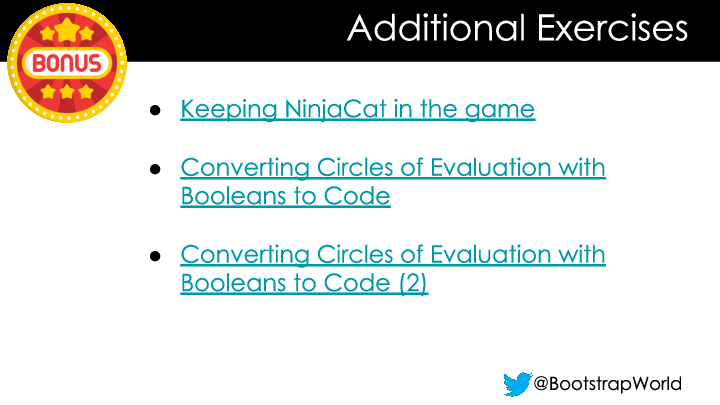 Additional Exercises
BONUS
● Keeping NinjaCat in the game
● Converting Circles of Evaluation with
Booleans to Code
● Converting Circles of Evaluation with
Booleans to Code (2)
@BootstrapWorld